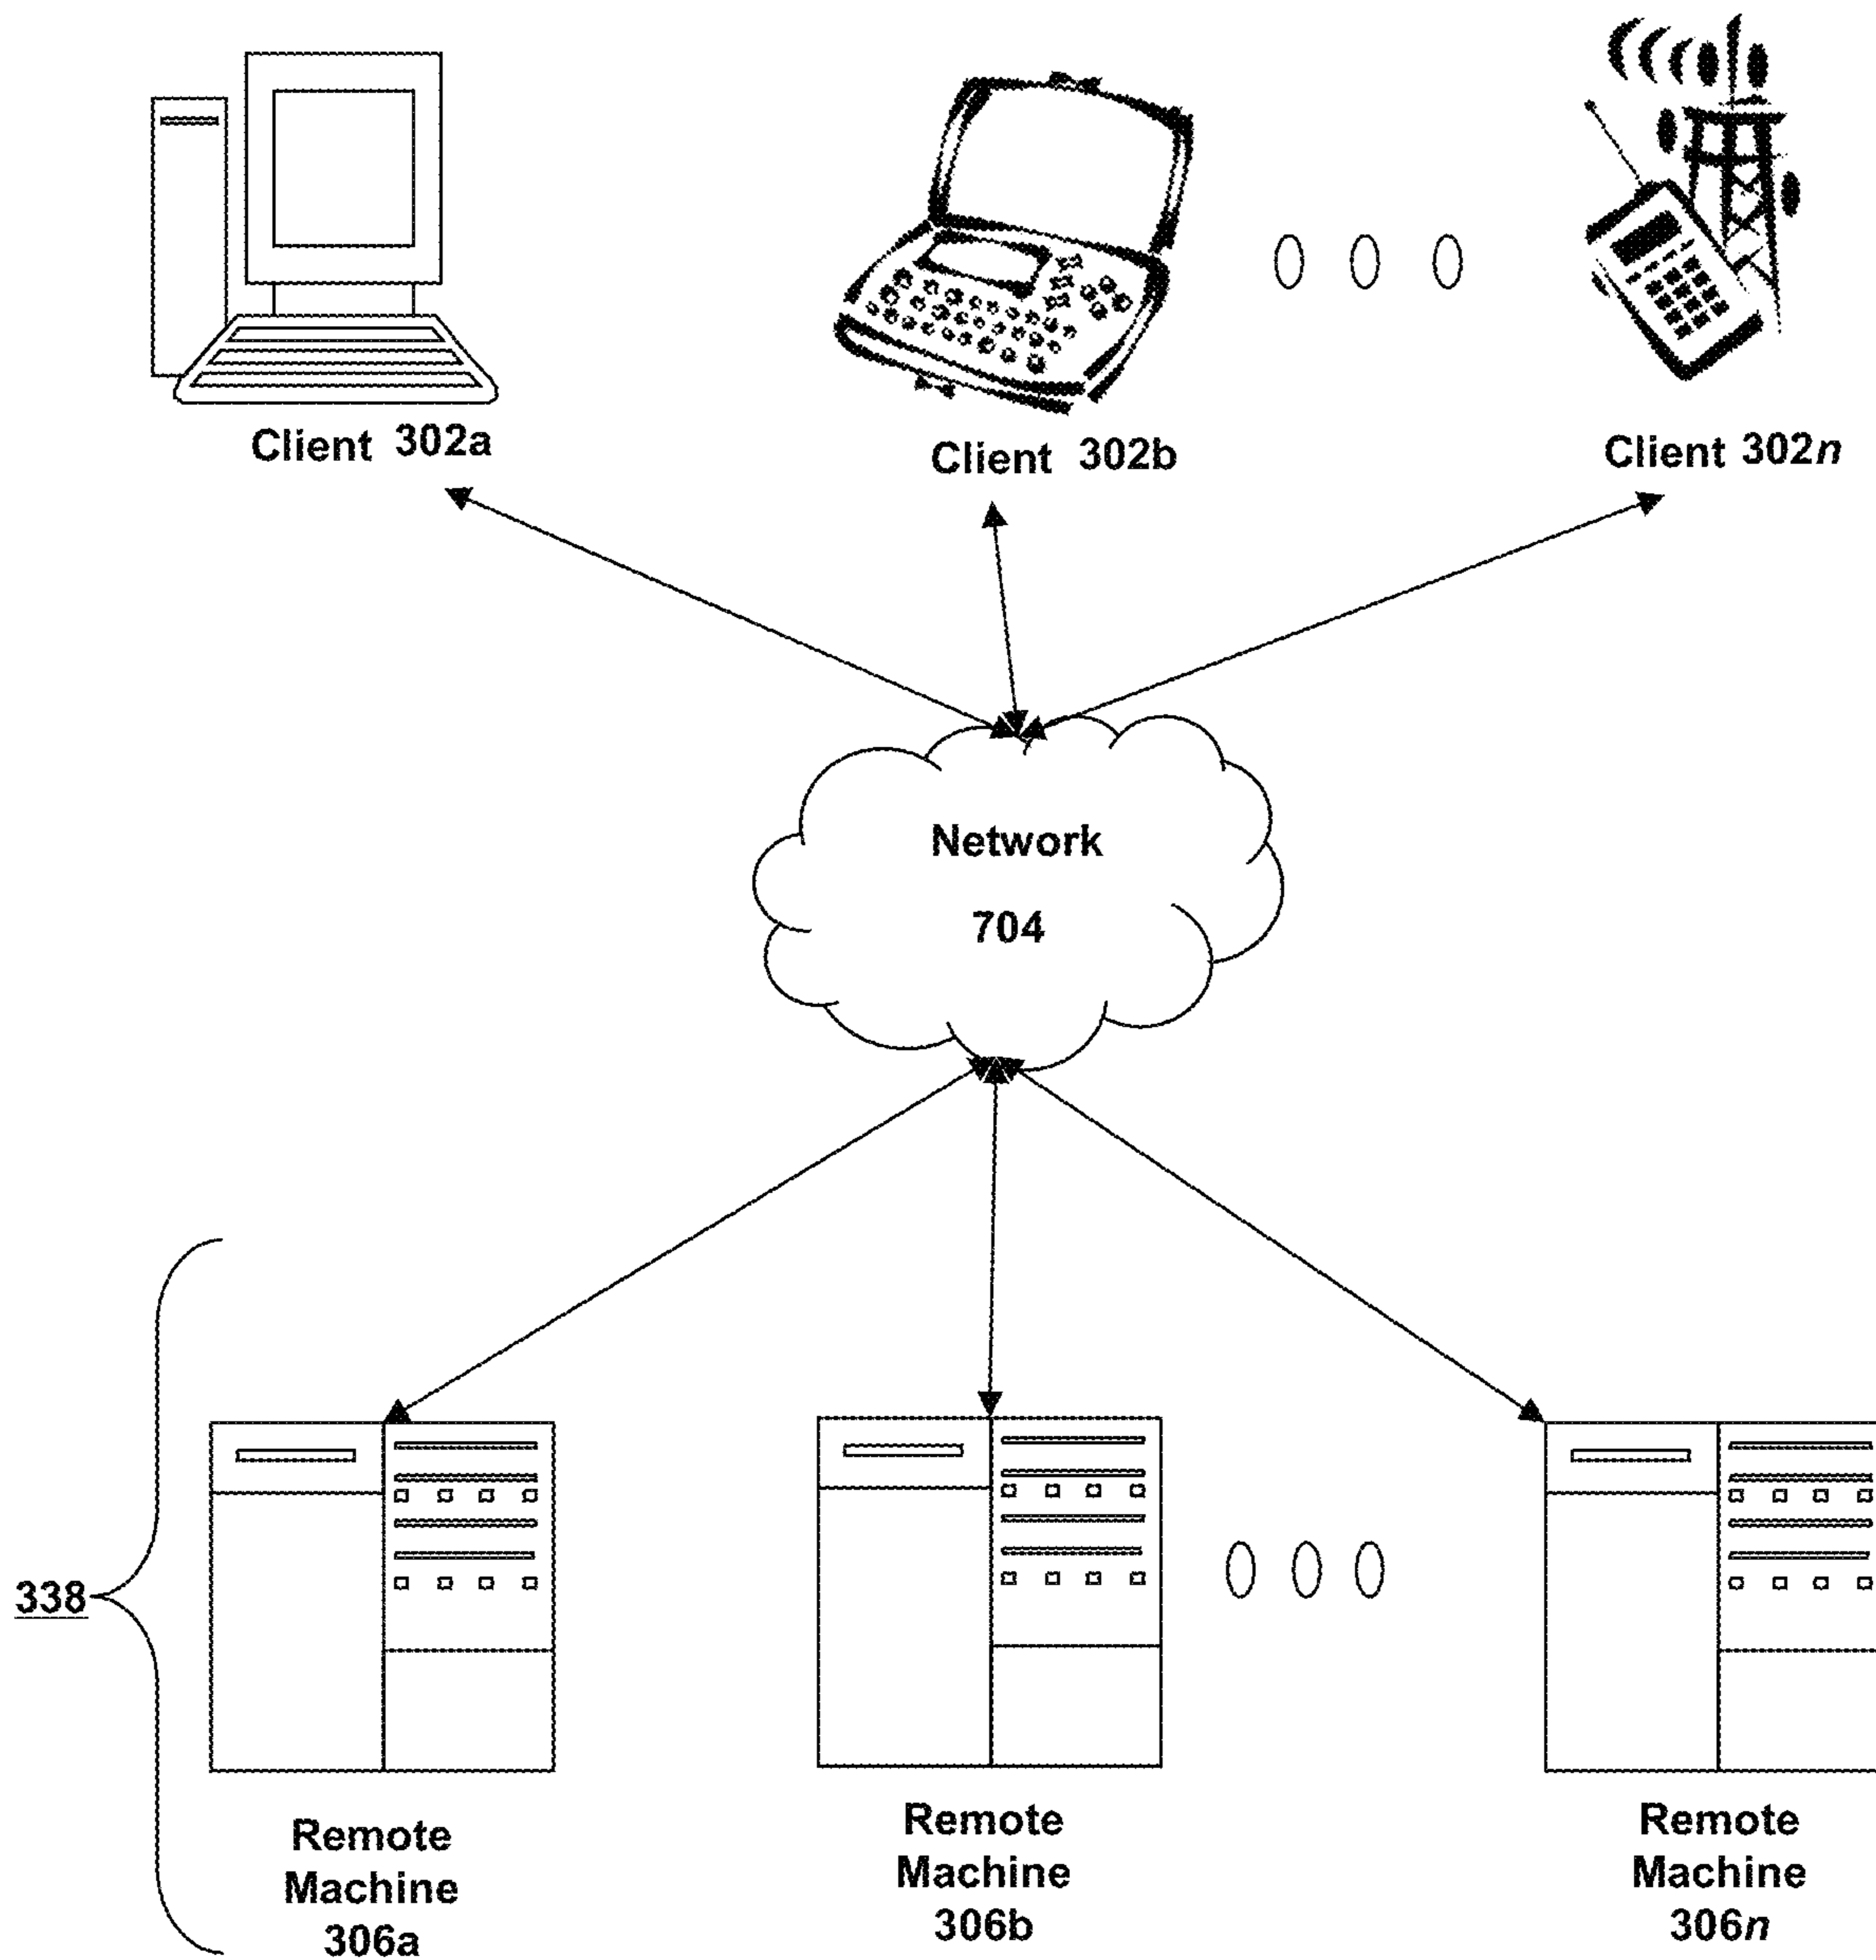 Client 302a
Client 302b
Client 302n
Network
704
338
Remote
Machine
306a
Remote
Machine
306b
Remote
Machine
306n